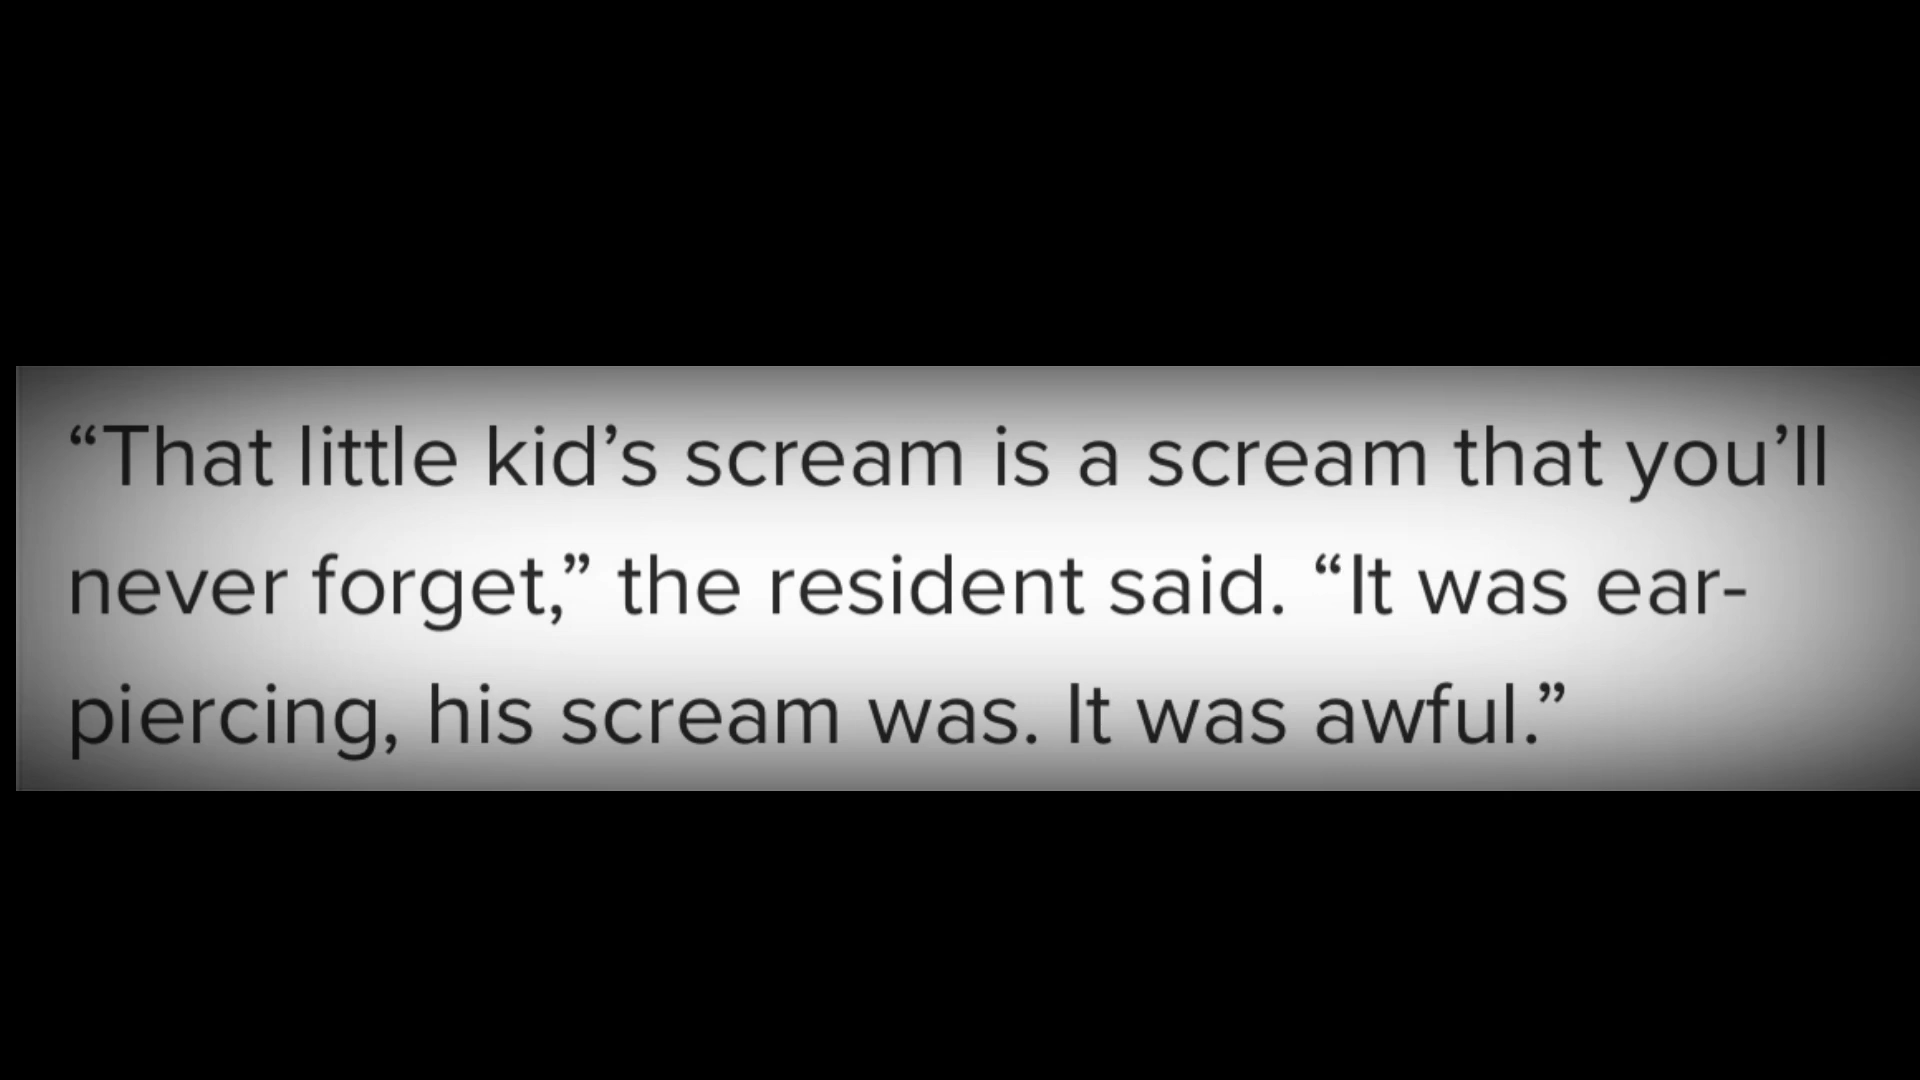 “That little kid’s scream is a scream that you’ll
never forget,” the resident said.  “It was ear-
piercing, his scream was. It was awful.”